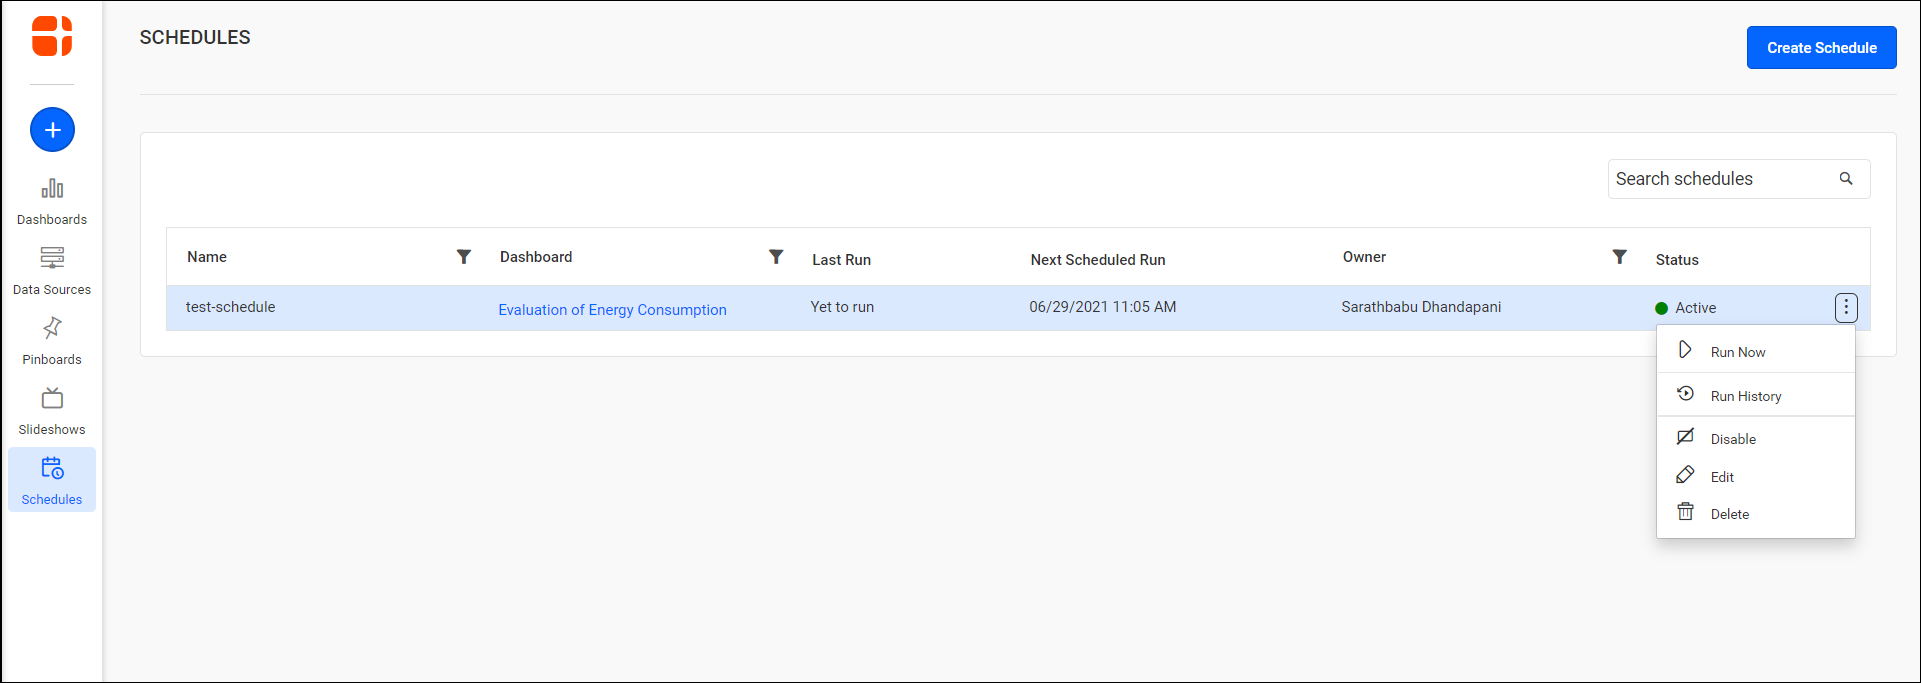 SCHEDULES
Create Schedule
Dashboards
Data Sources
Pinboards
Slideshows
Schedules
Search schedules
Name Dashboard Last Run Next Scheduled Run Owner Status
test-schedule Evaluation of Energy Consumption Yet to run 06/29/2021 11:05 AM Sarathbabu Dhandapani Active
Run Now
Run History
Disable
Edit
Delete